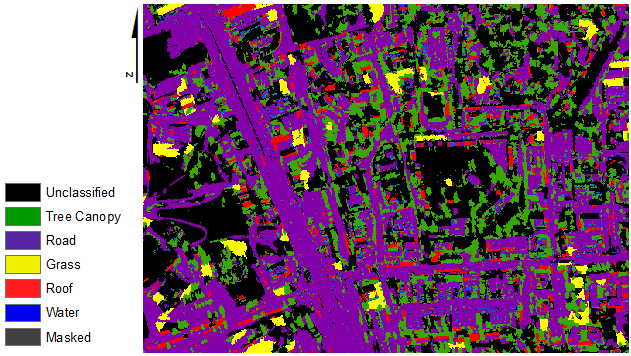 N
Unclassified
Tree Canopy
Road
Grass
Roof
Water
Masked